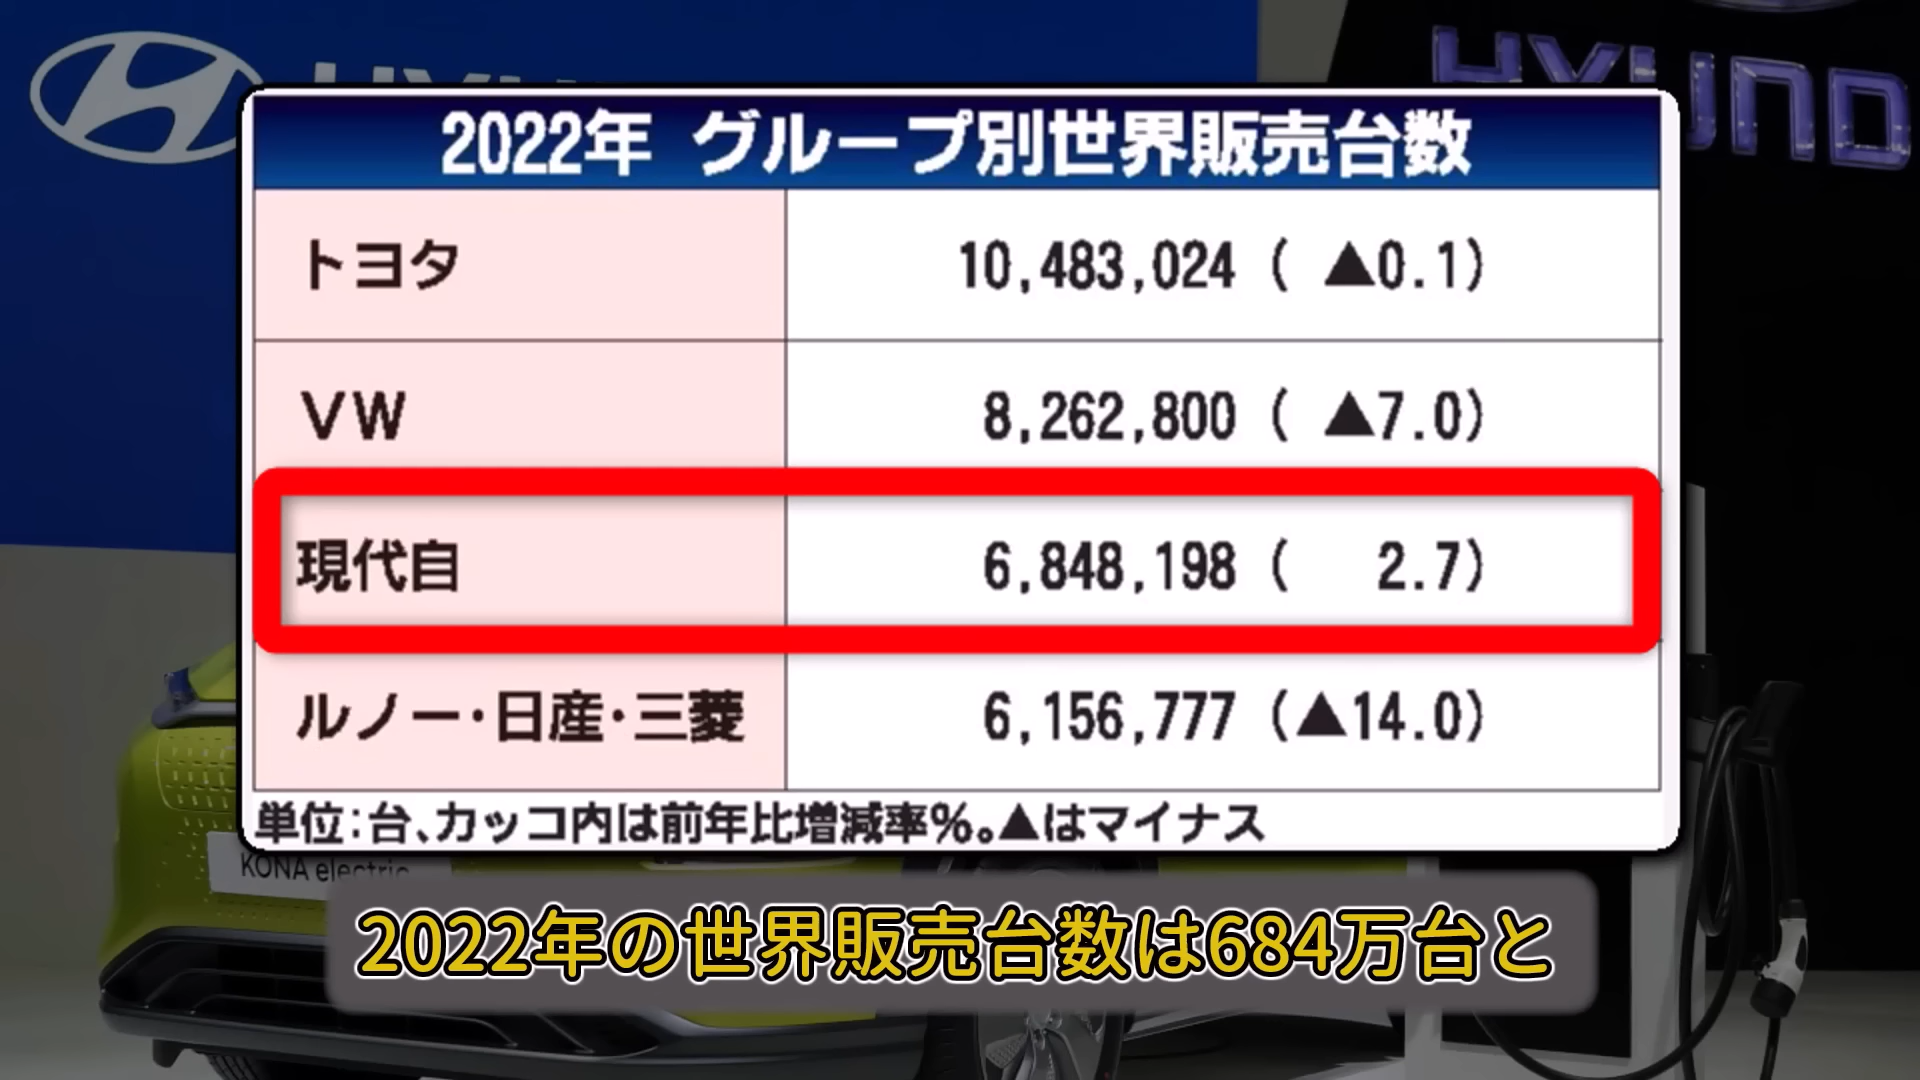 HYUND
2022年 グループ別世界販売台数
トヨタ 10,483,024 ( ▲0.1)
VW 8,262,800 ( ▲7.0)
現代自 6,848,198 ( 2.7)
ルノー・日産・三菱 6,156,777 (▲14.0)
単位:台、カッコ内は前年比増減率%。▲はマイナス
KONA electric
2022年の世界販売台数は684万台と